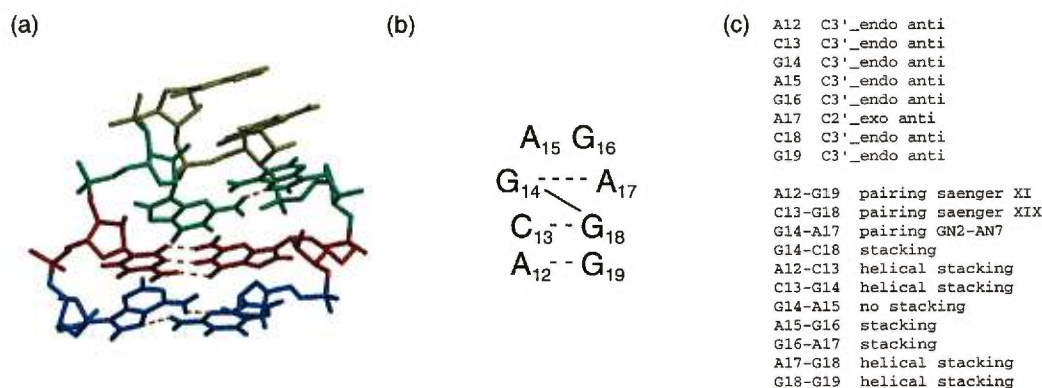 (a)
(b)
(c)
A15 G16
G14 ---- A17
C13 -- G18
A12 -- G19
A12 C3'_endo anti
C13 C3'_endo anti
G14 C3'_endo anti
A15 C3'_endo anti
G16 C3'_endo anti
A17 C2'_exo anti
C18 C3'_endo anti
G19 C3'_endo anti
A12-G19 pairing saenger XI
C13-G18 pairing saenger XIX
G14-A17 pairing GN2-AN7
G14-C18 stacking
A12-C13 helical stacking
C13-G14 helical stacking
G14-A15 no stacking
A15-G16 stacking
G16-A17 stacking
A17-G18 helical stacking
G18-G19 helical stacking